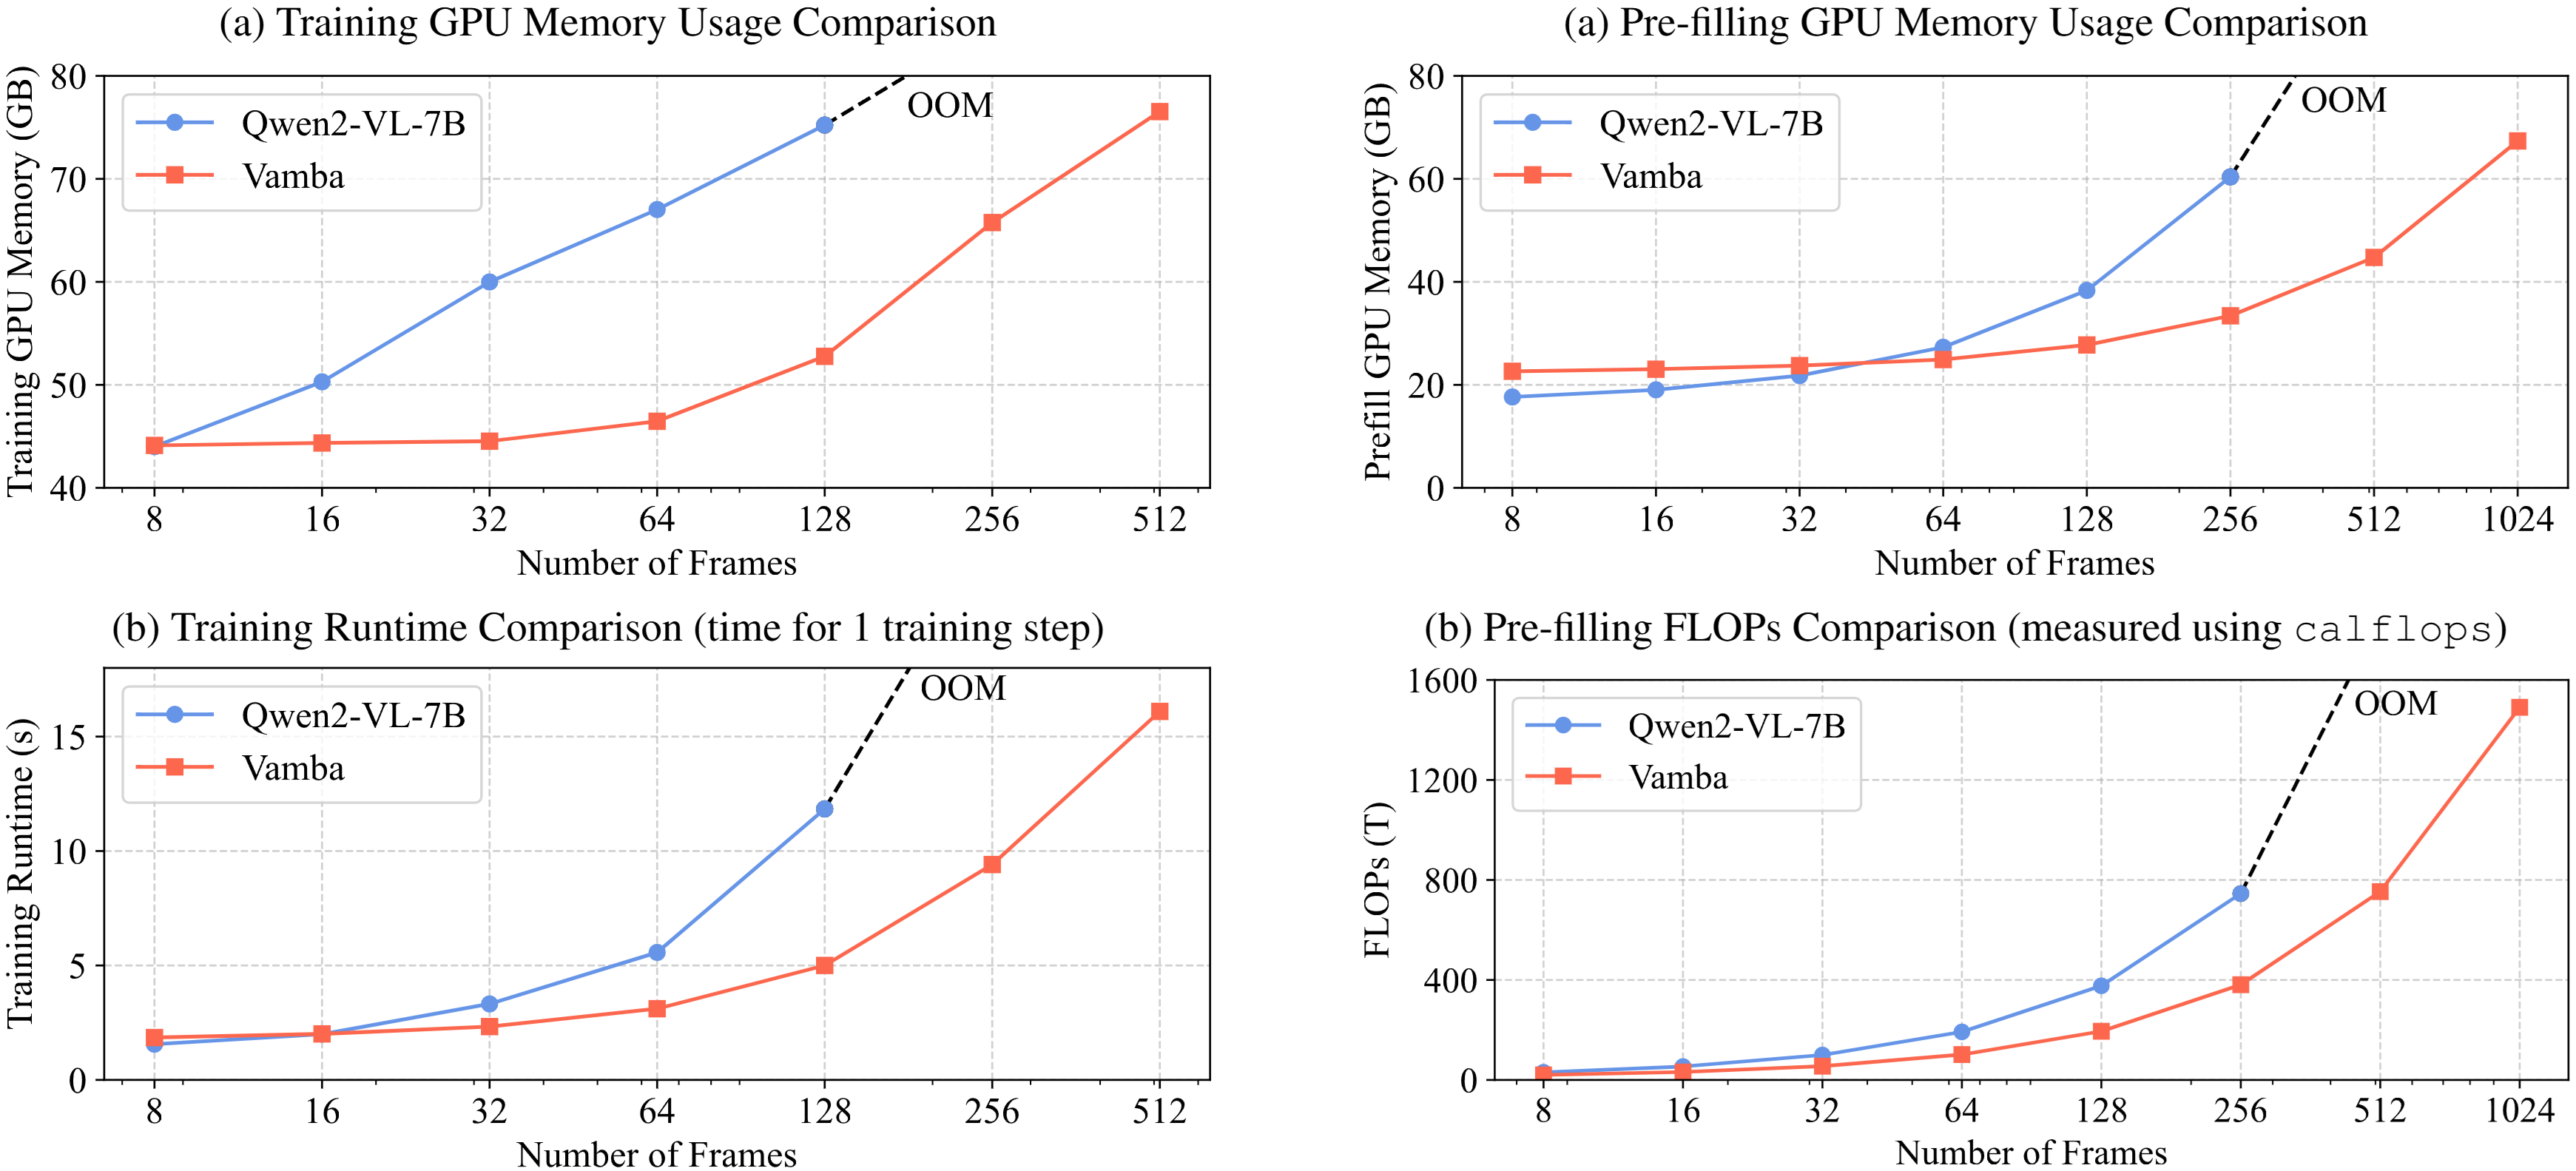 (a) Training GPU Memory Usage Comparison
Training GPU Memory (GB)
80
70
60
50
40
Qwen2-VL-7B
Vamba
OOM
8 16 32 64 128 256 512
Number of Frames
(a) Pre-filling GPU Memory Usage Comparison
Prefill GPU Memory (GB)
80
60
40
20
0
Qwen2-VL-7B
Vamba
OOM
8 16 32 64 128 256 512 1024
Number of Frames
(b) Training Runtime Comparison (time for 1 training step)
Training Runtime (s)
15
10
5
0
Qwen2-VL-7B
Vamba
OOM
8 16 32 64 128 256 512
Number of Frames
(b) Pre-filling FLOPs Comparison (measured using calflops)
FLOPs (T)
1600
1200
800
400
0
Qwen2-VL-7B
Vamba
OOM
8 16 32 64 128 256 512 1024
Number of Frames